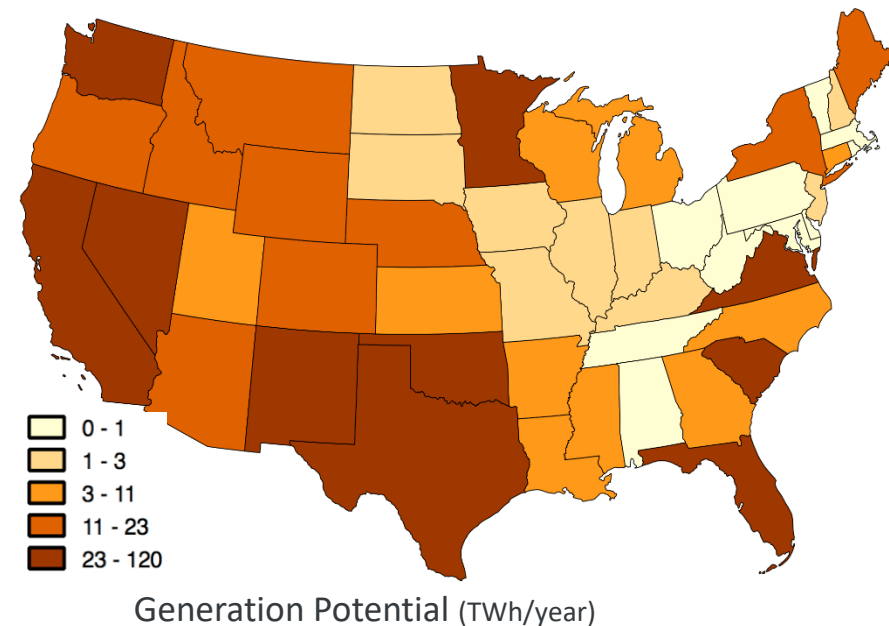 0 - 1
1 - 3
3 - 11
11 - 23
23 - 120
Generation Potential (TWh/year)